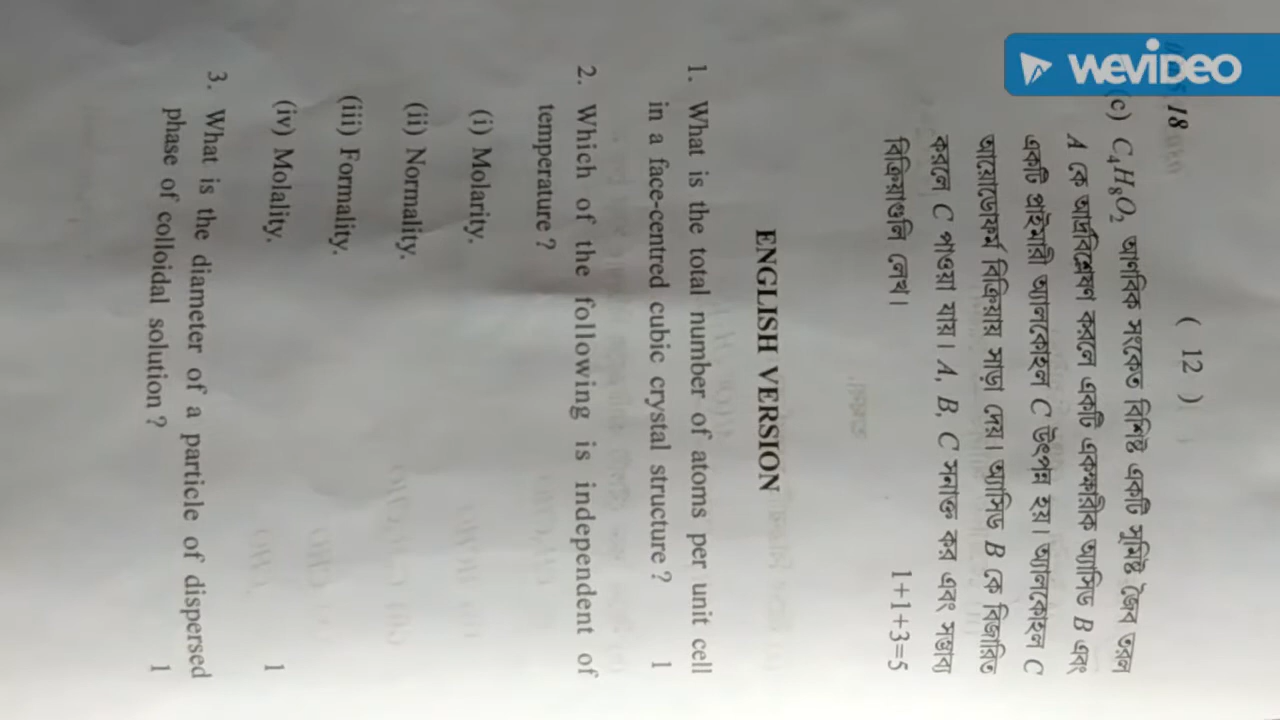 WEVIDEO
18
( 12 )
(c) C₄H₈O₂ আণবিক সংকেত বিশিষ্ট একটি সুমিষ্ট জৈব তরল
A কে আর্দ্রবিশ্লেষণ করলে একটি একক্ষারীক অ্যাসিড B এবং
একটি প্রাইমারী অ্যালকোহল C উৎপন্ন হয়। অ্যালকোহল C
আয়োডোফর্ম বিক্রিয়ায় সাড়া দেয়। অ্যাসিড B কে বিজারিত
করলে C পাওয়া যায়। A, B, C সনাক্ত কর এবং সম্ভাব্য
বিক্রিয়াগুলি লেখ। 1+1+3=5
ENGLISH VERSION
1. What is the total number of atoms per unit cell
in a face-centred cubic crystal structure ? 1
2. Which of the following is independent of
temperature ?
(i) Molarity.
(ii) Normality.
(iii) Formality.
(iv) Molality. 1
3. What is the diameter of a particle of dispersed
phase of colloidal solution ? 1